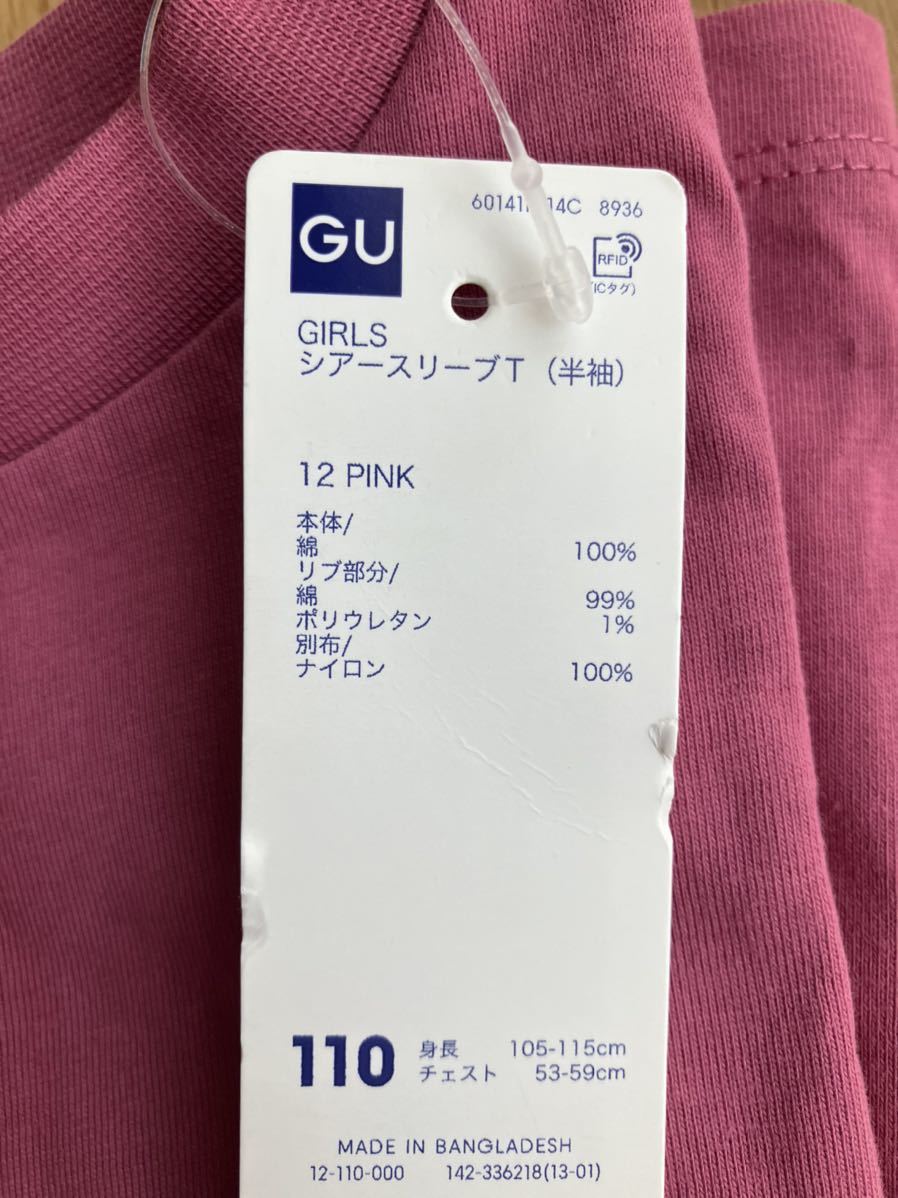 GU
8936
RFID
(ICタグ)
GIRLS
シアースリーブT（半袖）
12 PINK
本体/
綿 100%
リブ部分/
綿 99%
ポリウレタン 1%
別布/
ナイロン 100%
110
身長 105-115cm
チェスト 53-59cm
MADE IN BANGLADESH
12-110-000 142-336218(13-01)